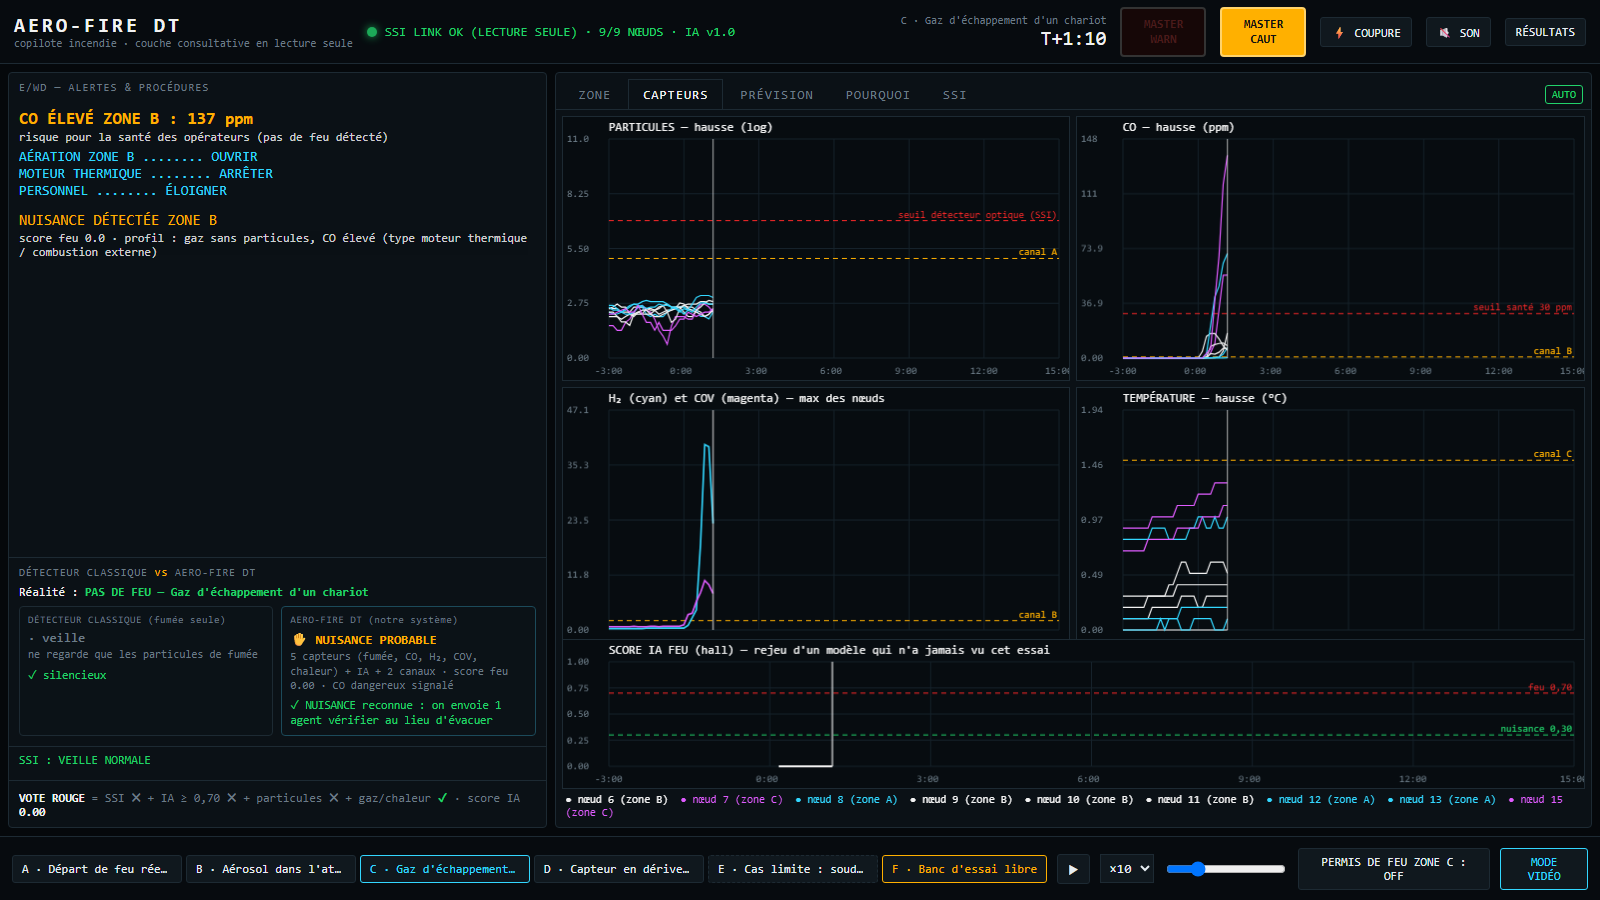 AERO-FIRE DT
copilote incendie · couche consultative en lecture seule
SSI LINK OK (LECTURE SEULE) · 9/9 NŒUDS · IA v1.0
C · Gaz d'échappement d'un chariot
T+1:10
MASTER WARN
MASTER CAUT
COUPURE
SON
RÉSULTATS
E/WD — ALERTES & PROCÉDURES
CO ÉLEVÉ ZONE B : 137 ppm
risque pour la santé des opérateurs (pas de feu détecté)
AÉRATION ZONE B ........ OUVRIR
MOTEUR THERMIQUE ........ ARRÊTER
PERSONNEL ........ ÉLOIGNER
NUISANCE DÉTECTÉE ZONE B
score feu 0.0 · profil : gaz sans particules, CO élevé (type moteur thermique
/ combustion externe)
DÉTECTEUR CLASSIQUE vs AERO-FIRE DT
Réalité : PAS DE FEU — Gaz d'échappement d'un chariot
DÉTECTEUR CLASSIQUE (fumée seule)
· veille
ne regarde que les particules de fumée
✓ silencieux
AERO-FIRE DT (notre système)
✋ NUISANCE PROBABLE
5 capteurs (fumée, CO, H₂, COV,
chaleur) + IA + 2 canaux · score feu
0.00 · CO dangereux signalé
✓ NUISANCE reconnue : on envoie 1
agent vérifier au lieu d'évacuer
SSI : VEILLE NORMALE
VOTE ROUGE = SSI ✕ + IA ≥ 0,70 ✕ + particules ✕ + gaz/chaleur ✓ · score IA
0.00
ZONE
CAPTEURS
PRÉVISION
POURQUOI
SSI
AUTO
PARTICULES — hausse (log)
11.0
8.25
5.50
2.75
0.00
seuil détecteur optique (SSI)
canal A
-3:00 0:00 3:00 6:00 9:00 12:00 15:00
CO — hausse (ppm)
148
111
73.9
36.9
0.00
seuil santé 30 ppm
canal B
-3:00 0:00 3:00 6:00 9:00 12:00 15:00
H₂ (cyan) et COV (magenta) — max des nœuds
47.1
35.3
23.5
11.8
0.00
canal B
TEMPÉRATURE — hausse (°C)
1.94
1.46
0.97
0.49
0.00
canal C
SCORE IA FEU (hall) — rejeu d'un modèle qui n'a jamais vu cet essai
1.00
0.75
0.50
0.25
0.00
feu 0,70
nuisance 0,30
-3:00 0:00 3:00 6:00 9:00 12:00 15:00
● nœud 6 (zone B) ● nœud 7 (zone C) ● nœud 8 (zone A) ● nœud 9 (zone B) ● nœud 10 (zone B) ● nœud 11 (zone B) ● nœud 12 (zone A) ● nœud 13 (zone A) ● nœud 15
(zone C)
A · Départ de feu rée…
B · Aérosol dans l'at…
C · Gaz d'échappement…
D · Capteur en dérive…
E · Cas limite : soud…
F · Banc d'essai libre
▶
x10
PERMIS DE FEU ZONE C :
OFF
MODE
VIDÉO